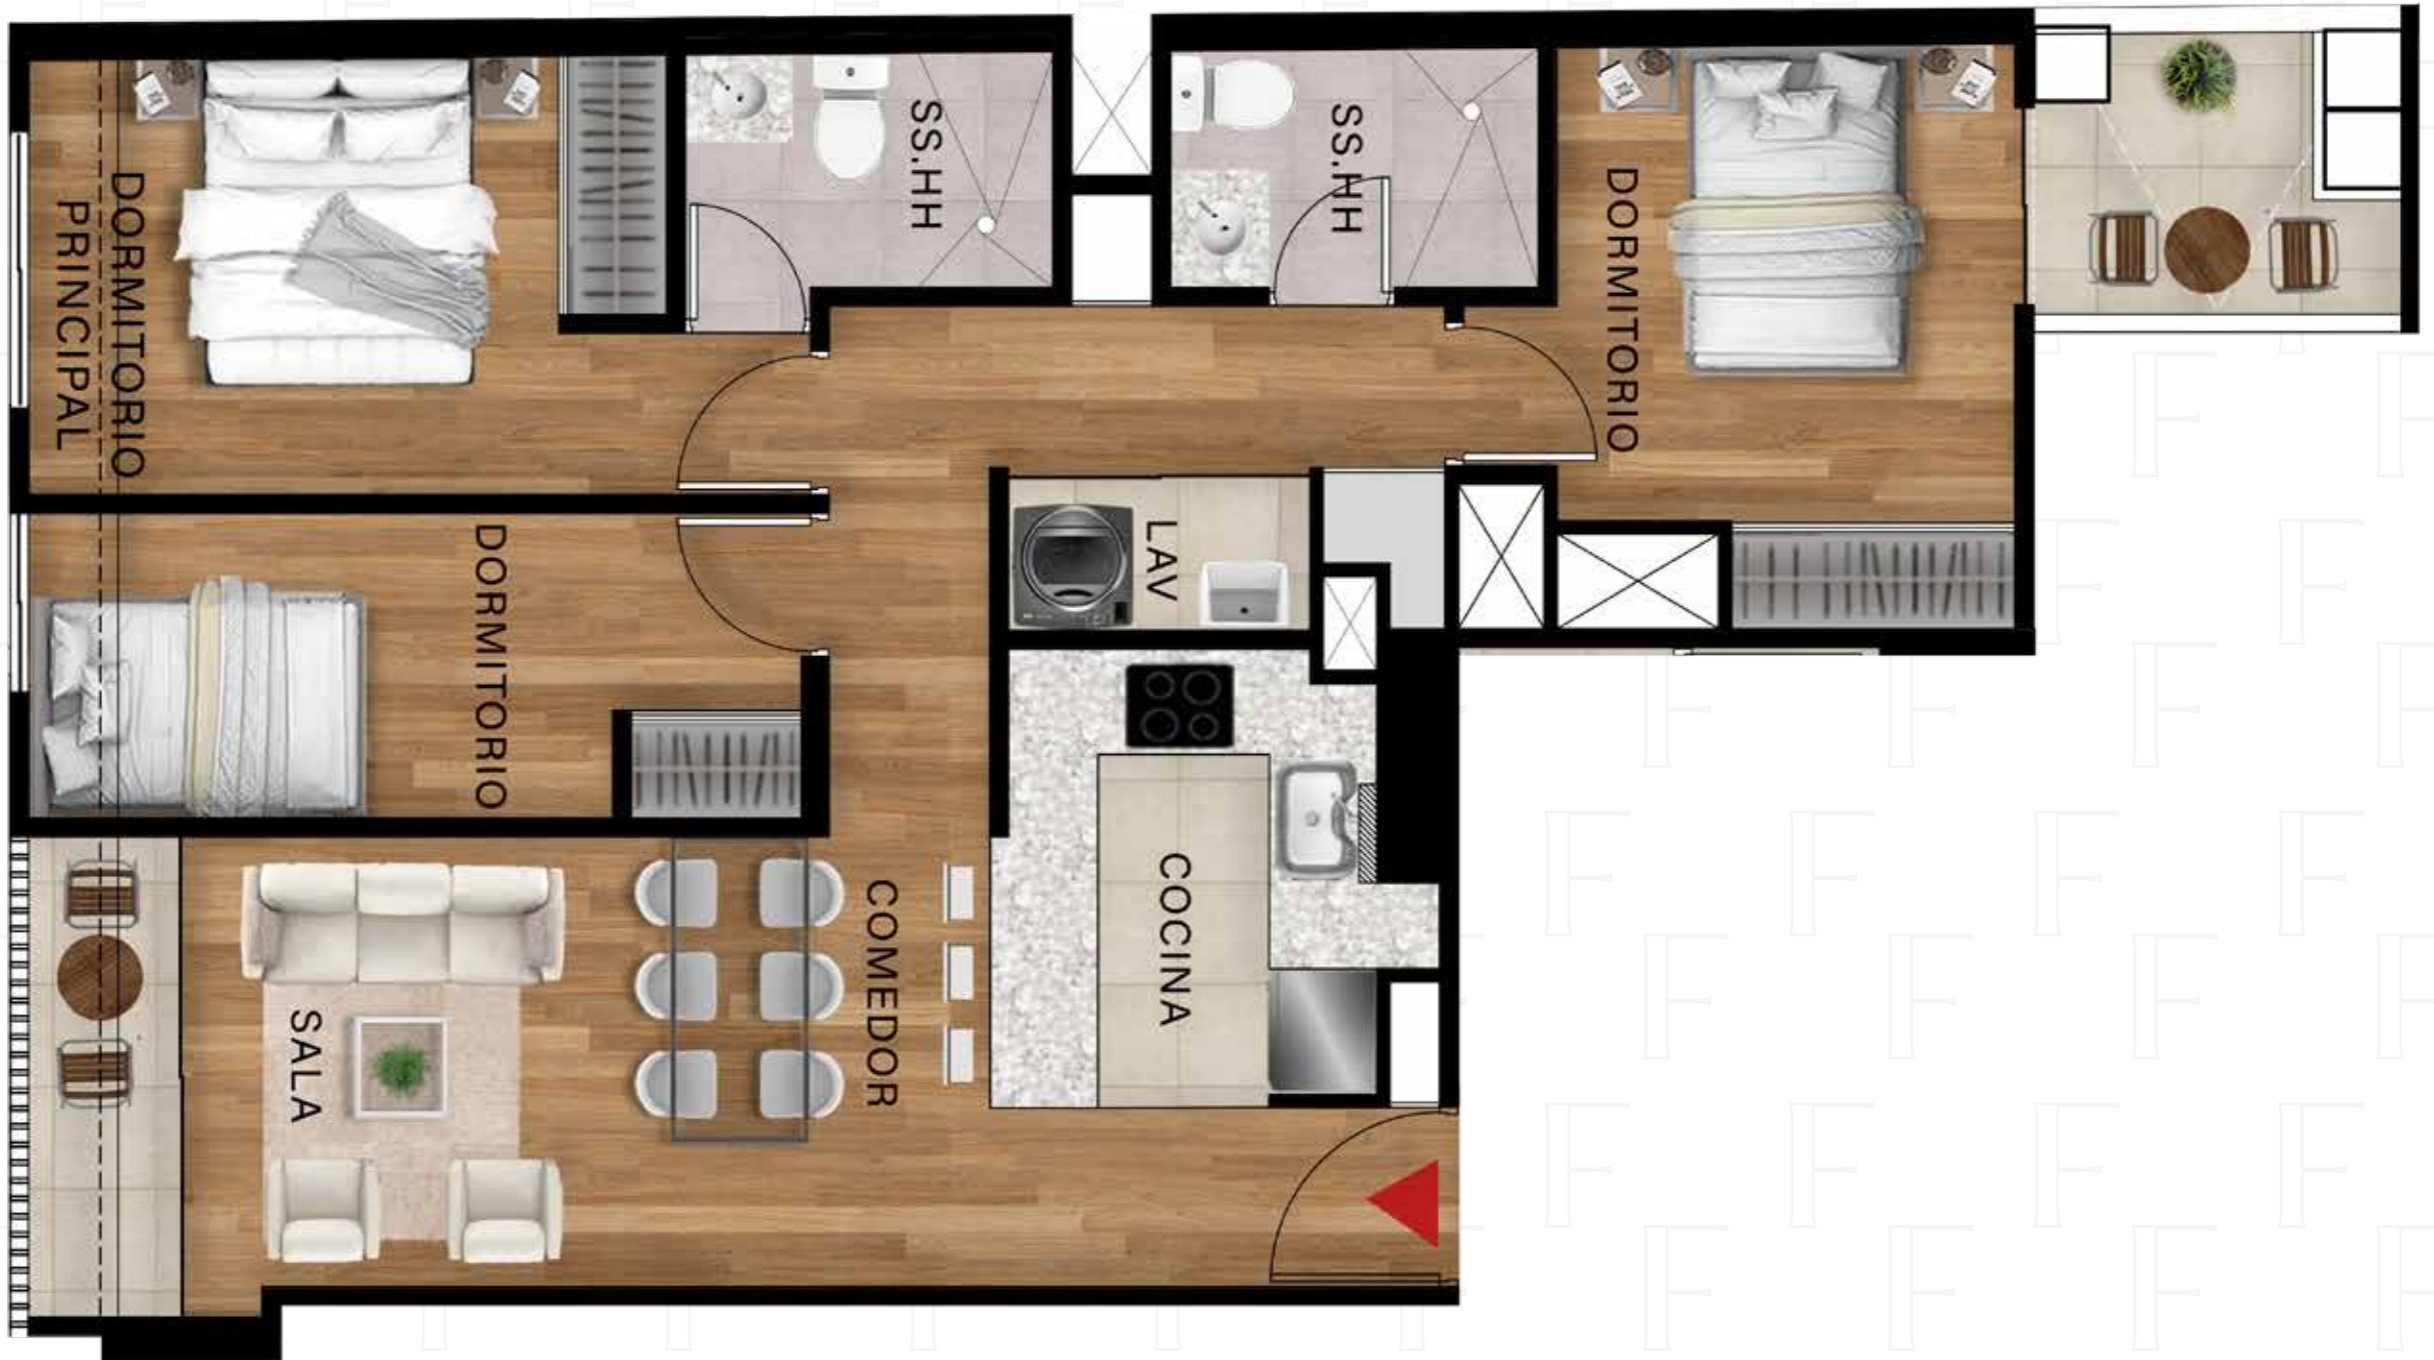 DORMITORIO
PRINCIPAL
SS.HH
SS.HH
DORMITORIO
DORMITORIO
LAV
COCINA
COMEDOR
SALA